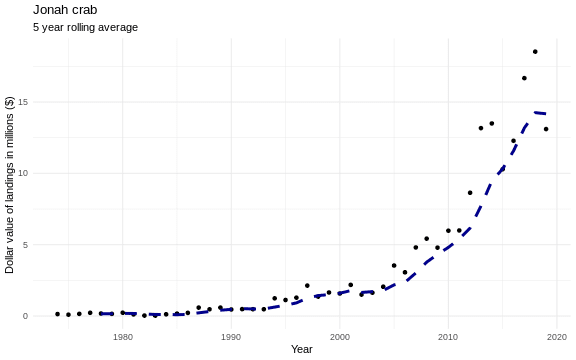 Jonah crab
5 year rolling average
Dollar value of landings in millions ($)
15
10
5
0
1980
1990
2000
2010
2020
Year